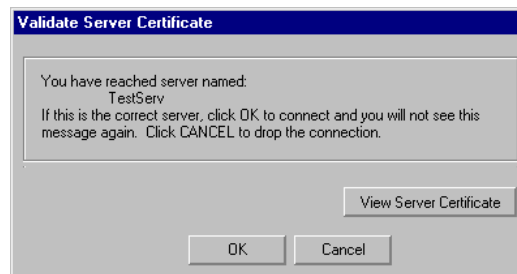 Validate Server Certificate
You have reached server named:
TestServ
If this is the correct server, click OK to connect and you will not see this
message again. Click CANCEL to drop the connection.
View Server Certificate
OK
Cancel